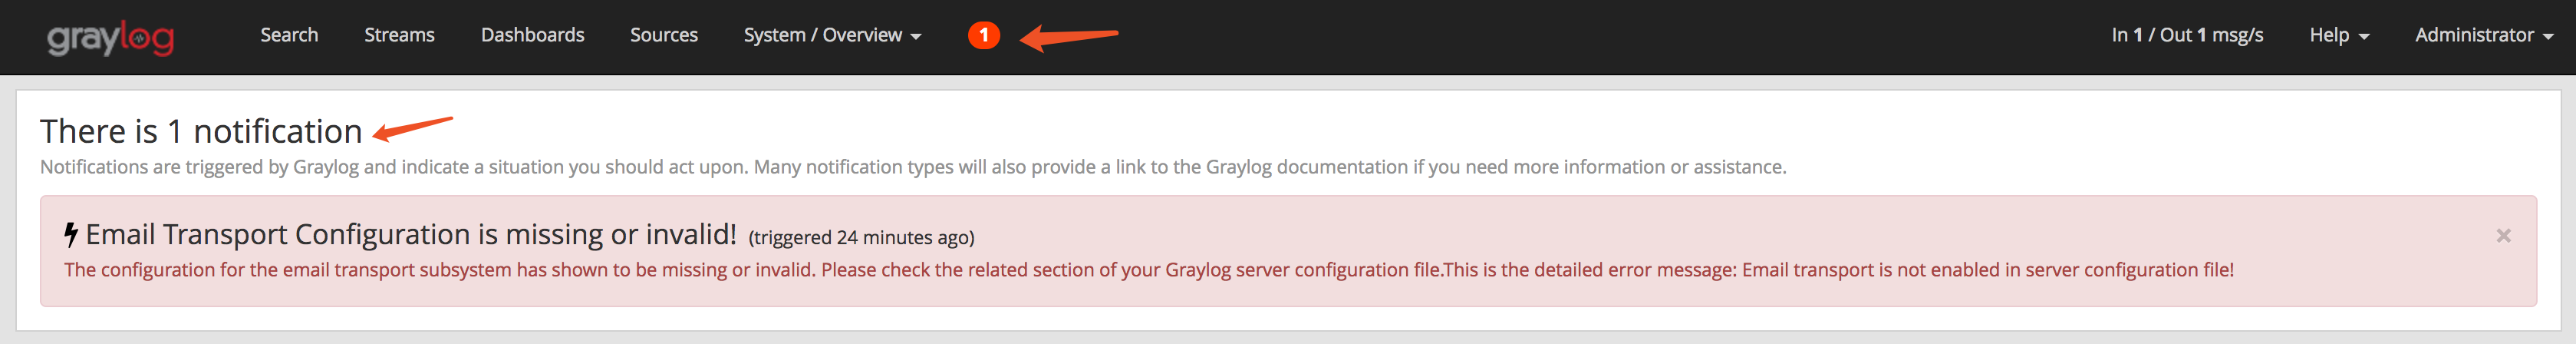 graylog Search Streams Dashboards Sources System / Overview 1 In 1 / Out 1 msg/s Help Administrator
There is 1 notification
Notifications are triggered by Graylog and indicate a situation you should act upon. Many notification types will also provide a link to the Graylog documentation if you need more information or assistance.
Email Transport Configuration is missing or invalid! (triggered 24 minutes ago)
The configuration for the email transport subsystem has shown to be missing or invalid. Please check the related section of your Graylog server configuration file.This is the detailed error message: Email transport is not enabled in server configuration file!